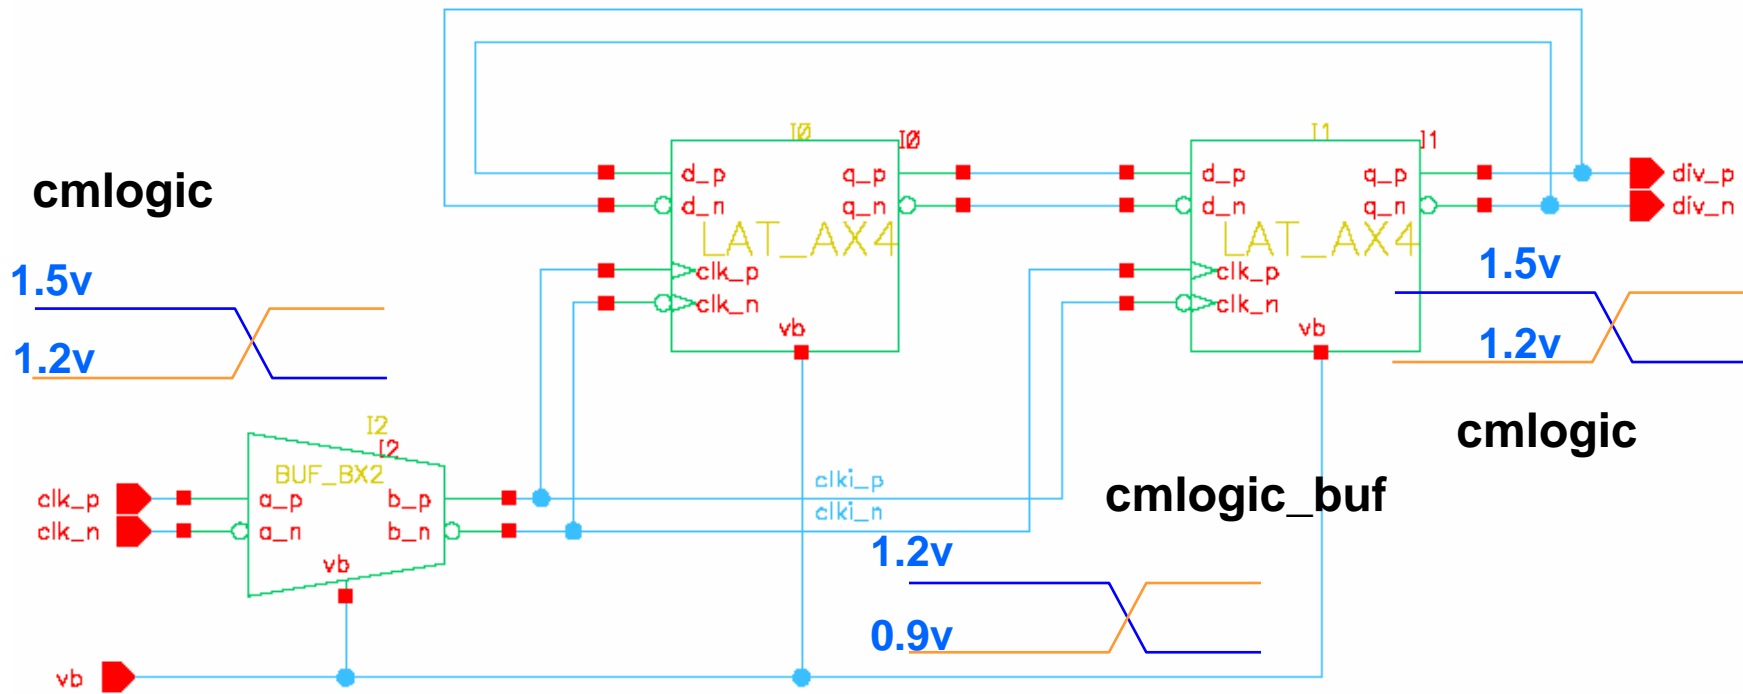 I0
I0
I1
I1
d_p
q_p
d_p
q_p
div_p
d_n
q_n
d_n
q_n
div_n
cmlogic
LAT_AX4
LAT_AX4
clk_p
clk_p
1.5v
1.5v
clk_n
clk_n
vb
vb
1.2v
1.2v
I2
I2
cmlogic
BUF_BX2
clki_p
cmlogic_buf
clk_p
a_p
b_p
clki_n
clk_n
a_n
b_n
1.2v
vb
0.9v
vb